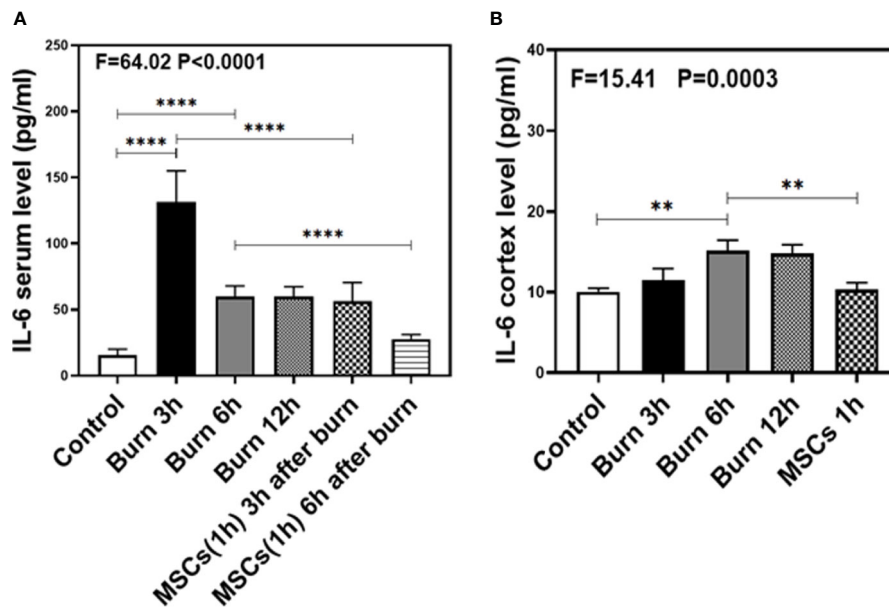 A
IL-6 serum level (pg/ml)
250
200
150
100
50
0
F=64.02 P<0.0001
****
****
****
****
Control
Burn 3h
Burn 6h
Burn 12h
MSCs(1h) 3h after burn
MSCs(1h) 6h after burn
B
IL-6 cortex level (pg/ml)
40
30
20
10
0
F=15.41 P=0.0003
**
**
Control
Burn 3h
Burn 6h
Burn 12h
MSCs 1h